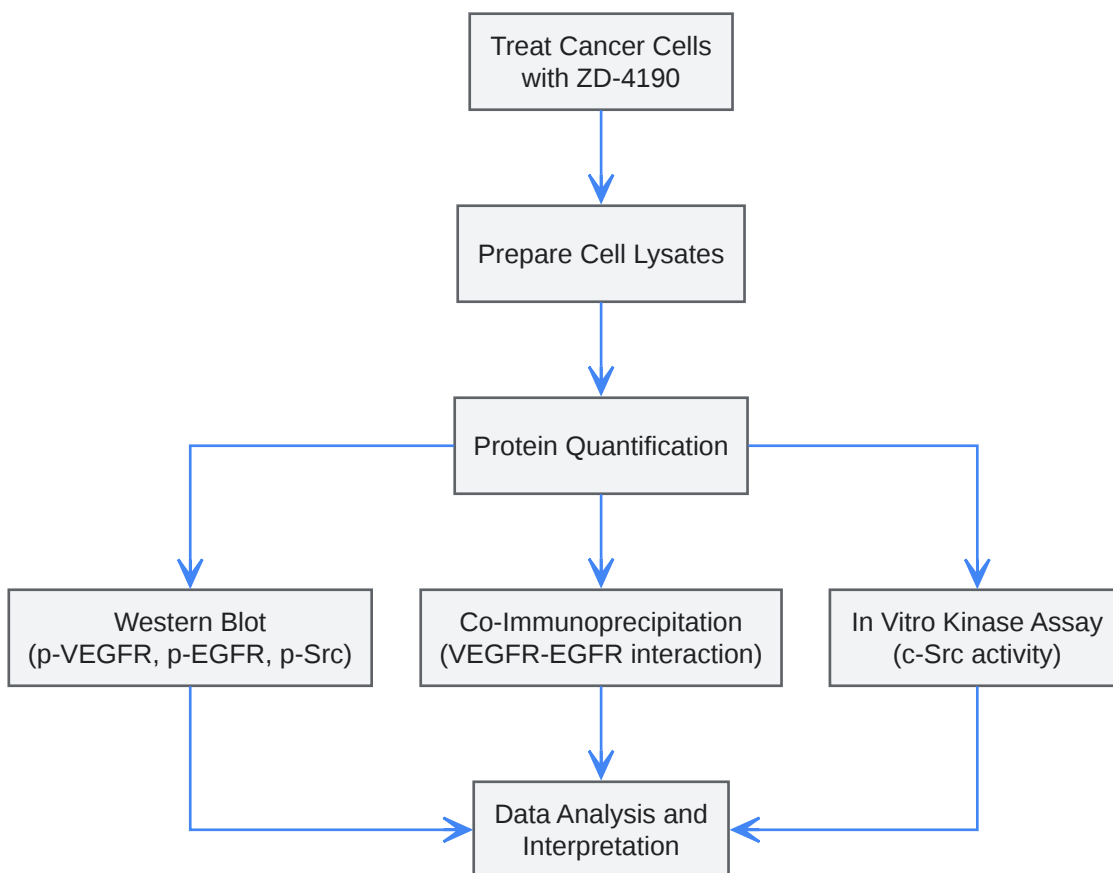 Treat Cancer Cells
with ZD-4190
Prepare Cell Lysates
Protein Quantification
Western Blot
(p-VEGFR, p-EGFR, p-Src)
Co-Immunoprecipitation
(VEGFR-EGFR interaction)
In Vitro Kinase Assay
(c-Src activity)
Data Analysis and
Interpretation